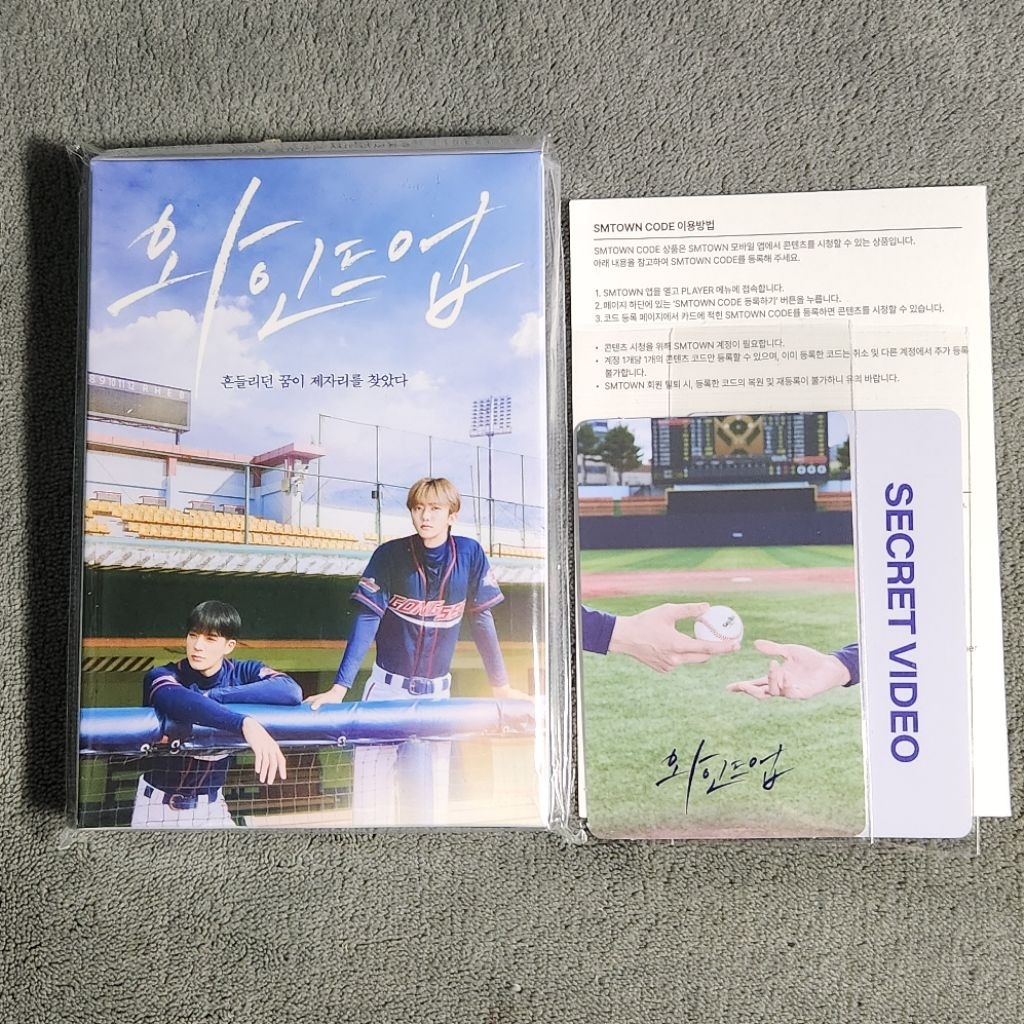 와인드업
흔들리던 꿈이 제자리를 찾았다
8 9 10 11 12 R H E B
SMTOWN CODE 이용방법
SMTOWN CODE 상품은 SMTOWN 모바일 앱에서 콘텐츠를 시청할 수 있는 상품입니다.
아래 내용을 참고하여 SMTOWN CODE를 등록해 주세요.
1. SMTOWN 앱을 열고 PLAYER 메뉴에 접속합니다.
2. 페이지 하단에 있는 'SMTOWN CODE 등록하기' 버튼을 누릅니다.
3. 코드 등록 페이지에서 카드에 적힌 SMTOWN CODE를 등록하면 콘텐츠를 시청할 수 있습니다.
• 콘텐츠 시청을 위해 SMTOWN 계정이 필요합니다.
• 계정 1개당 1개의 콘텐츠 코드만 등록할 수 있으며, 이미 등록한 코드는 취소 및 다른 계정에서 추가 등록
불가합니다.
• SMTOWN 회원 탈퇴 시, 등록한 코드의 복원 및 재등록이 불가하니 유의 바랍니다.
SECRET VIDEO
와인드업